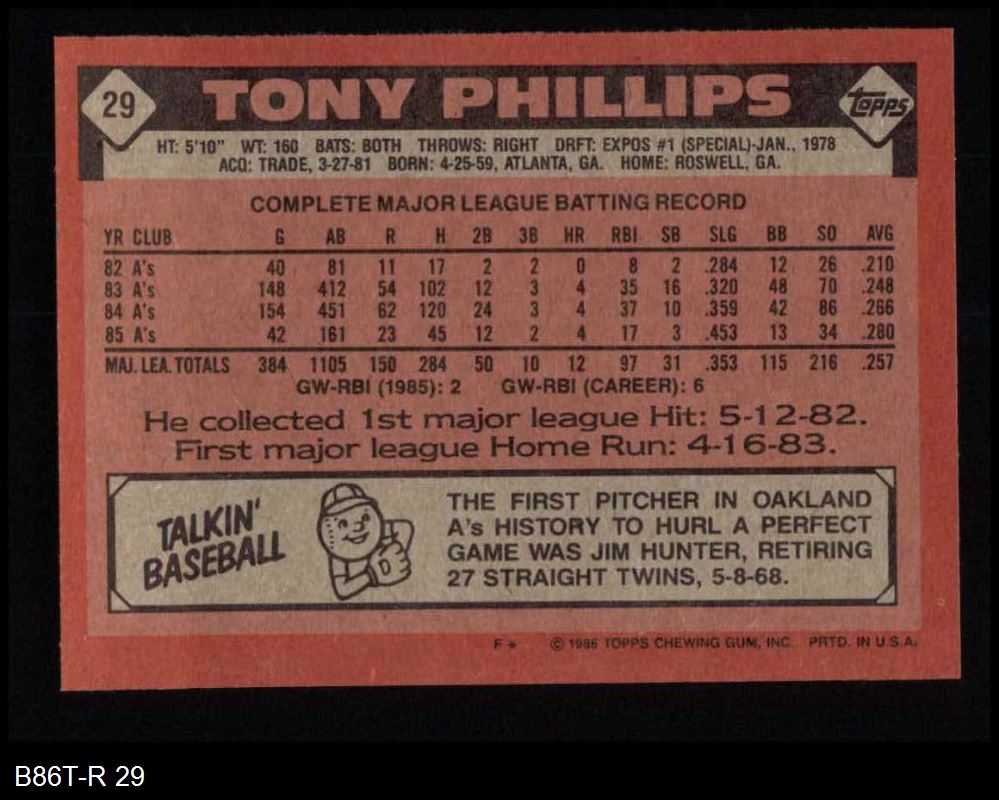 29 TONY PHILLIPS Topps
HT: 5'10" WT: 160 BATS: BOTH THROWS: RIGHT DRFT: EXPOS #1 (SPECIAL)-JAN., 1978
ACQ: TRADE, 3-27-81 BORN: 4-25-59, ATLANTA, GA. HOME: ROSWELL, GA.
COMPLETE MAJOR LEAGUE BATTING RECORD
YR CLUB G AB R H 2B 3B HR RBI SB SLG BB SO AVG
82 A's 40 81 11 17 2 2 0 8 2 .284 12 26 .210
83 A's 148 412 54 102 12 3 4 35 16 .320 48 70 .248
84 A's 154 451 62 120 24 3 4 37 10 .359 42 86 .266
85 A's 42 161 23 45 12 2 4 17 3 .453 13 34 .280
MAJ. LEA. TOTALS 384 1105 150 284 50 10 12 97 31 .353 115 216 .257
GW-RBI (1985): 2 GW-RBI (CAREER): 6
He collected 1st major league Hit: 5-12-82.
First major league Home Run: 4-16-83.
TALKIN'
BASEBALL
THE FIRST PITCHER IN OAKLAND
A's HISTORY TO HURL A PERFECT
GAME WAS JIM HUNTER, RETIRING
27 STRAIGHT TWINS, 5-8-68.
F* © 1986 TOPPS CHEWING GUM, INC. PRTD. IN U.S.A.
B86T-R 29